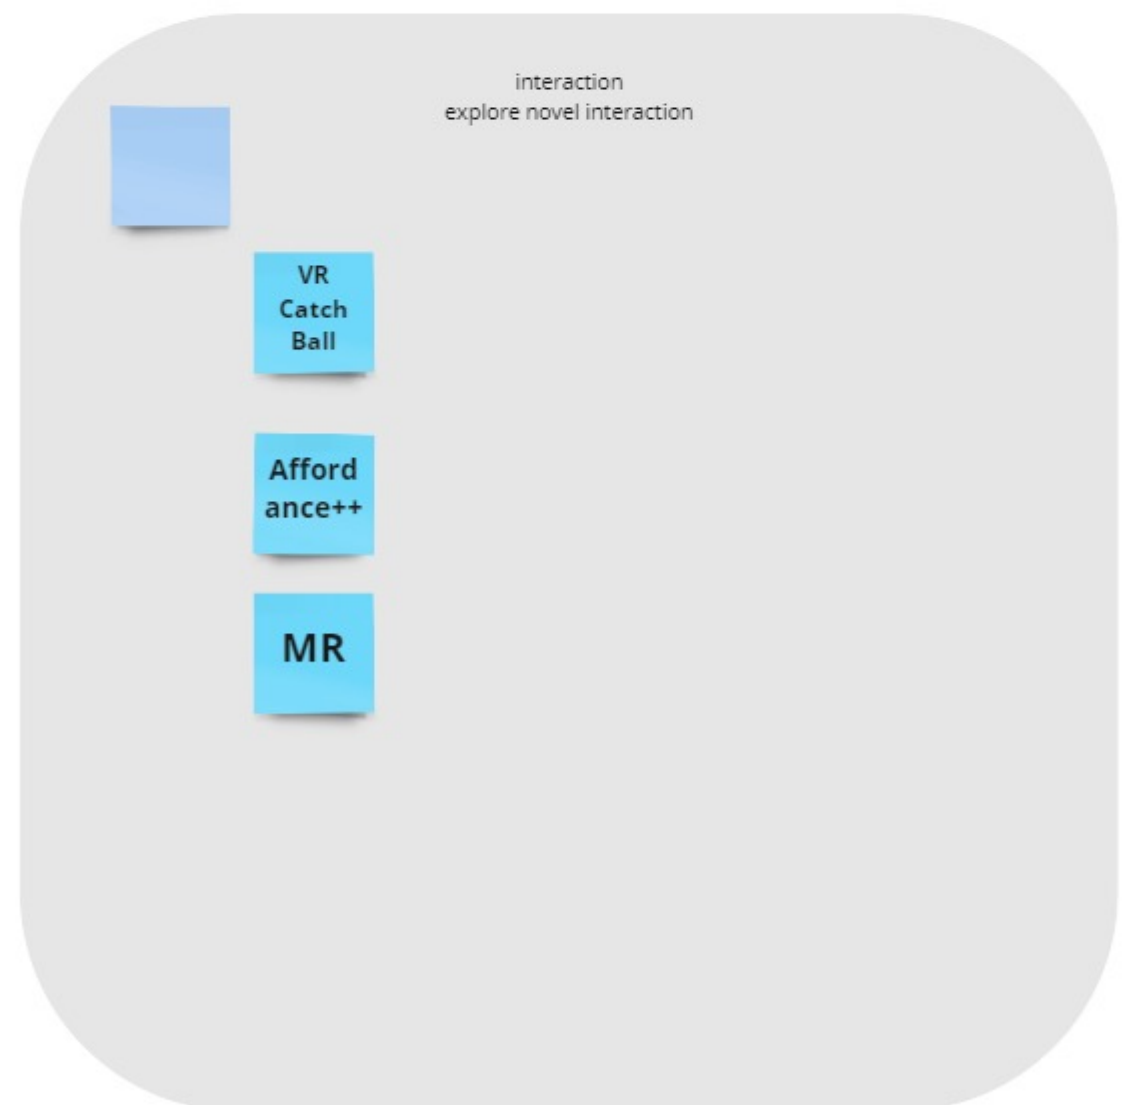 interaction
explore novel interaction
VR
Catch
Ball
Afford
ance++
MR